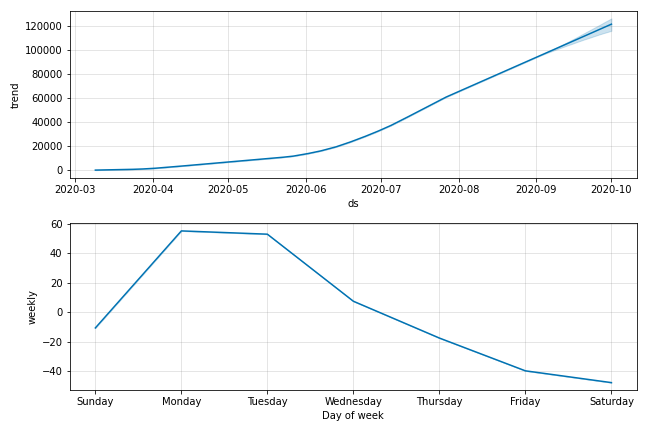 120000
100000
80000
60000
40000
20000
0
trend
2020-03 2020-04 2020-05 2020-06 2020-07 2020-08 2020-09 2020-10
ds
60
40
20
0
−20
−40
weekly
Sunday Monday Tuesday Wednesday Thursday Friday Saturday
Day of week